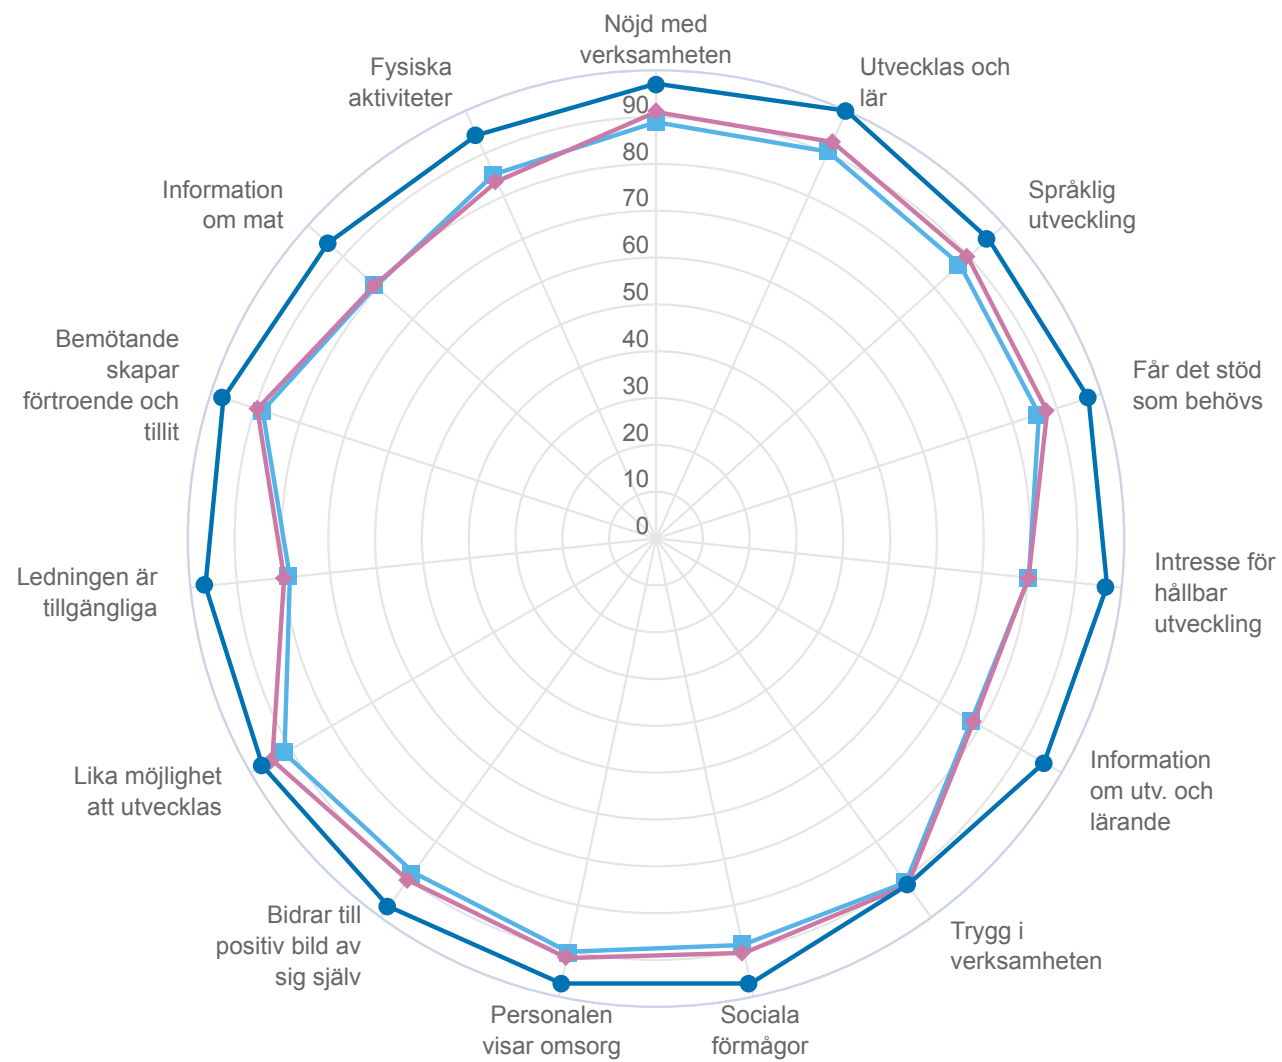 Nöjd med
verksamheten
Utvecklas och
lär
Språklig
utveckling
Får det stöd
som behövs
Intresse för
hållbar
utveckling
Information
om utv. och
lärande
Trygg i
verksamheten
Sociala
förmågor
Personalen
visar omsorg
Bidrar till
positiv bild av
sig själv
Lika möjlighet
att utvecklas
Ledningen är
tillgängliga
Bemötande
skapar
förtroende och
tillit
Information
om mat
Fysiska
aktiviteter
90
80
70
60
50
40
30
20
10
0